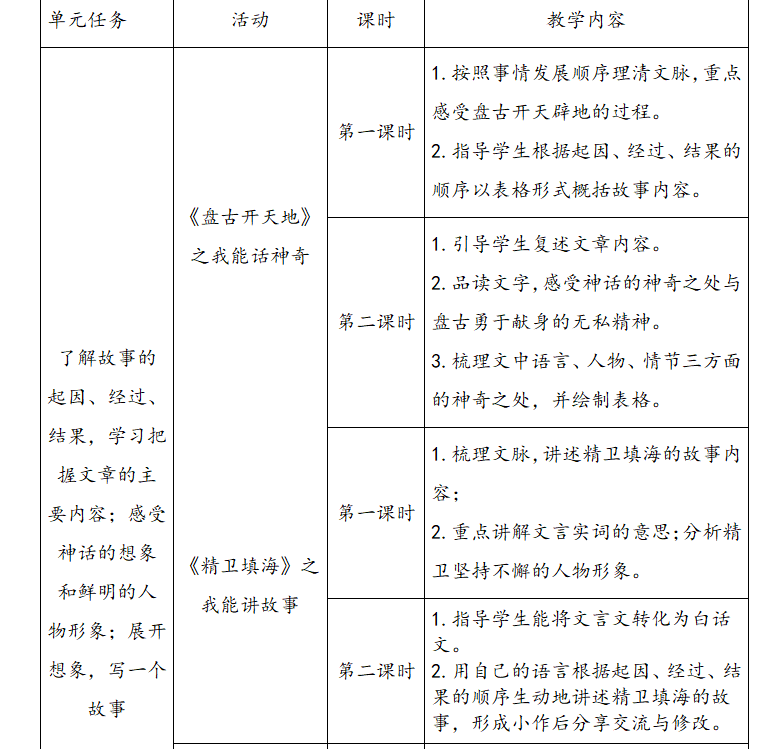 单元任务 活动 课时 教学内容
了解故事的
起因、经过、
结果，学习把
握文章的主
要内容；感受
神话的想象
和鲜明的人
物形象；展开
想象，写一个
故事
《盘古开天地》
之我能话神奇
第一课时
1.按照事情发展顺序理清文脉,重点
感受盘古开天辟地的过程。
2.指导学生根据起因、经过、结果的
顺序以表格形式概括故事内容。
第二课时
1.引导学生复述文章内容。
2.品读文字,感受神话的神奇之处与
盘古勇于献身的无私精神。
3.梳理文中语言、人物、情节三方面
的神奇之处，并绘制表格。
《精卫填海》之
我能讲故事
第一课时
1.梳理文脉,讲述精卫填海的故事内
容；
2.重点讲解文言实词的意思;分析精
卫坚持不懈的人物形象。
第二课时
1.指导学生能将文言文转化为白话
文。
2.用自己的语言根据起因、经过、结
果的顺序生动地讲述精卫填海的故
事，形成小作后分享交流与修改。